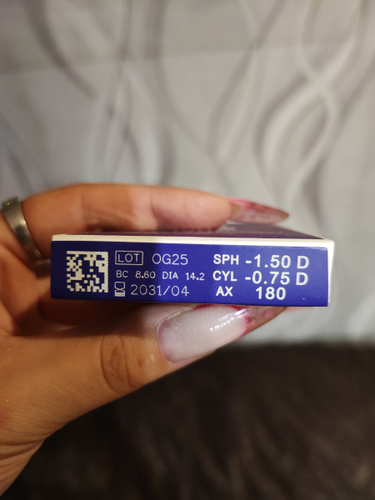 LOT OG25 SPH -1.50 D
BC 8.60 DIA 14.2 CYL -0.75 D
2031/04 AX 180